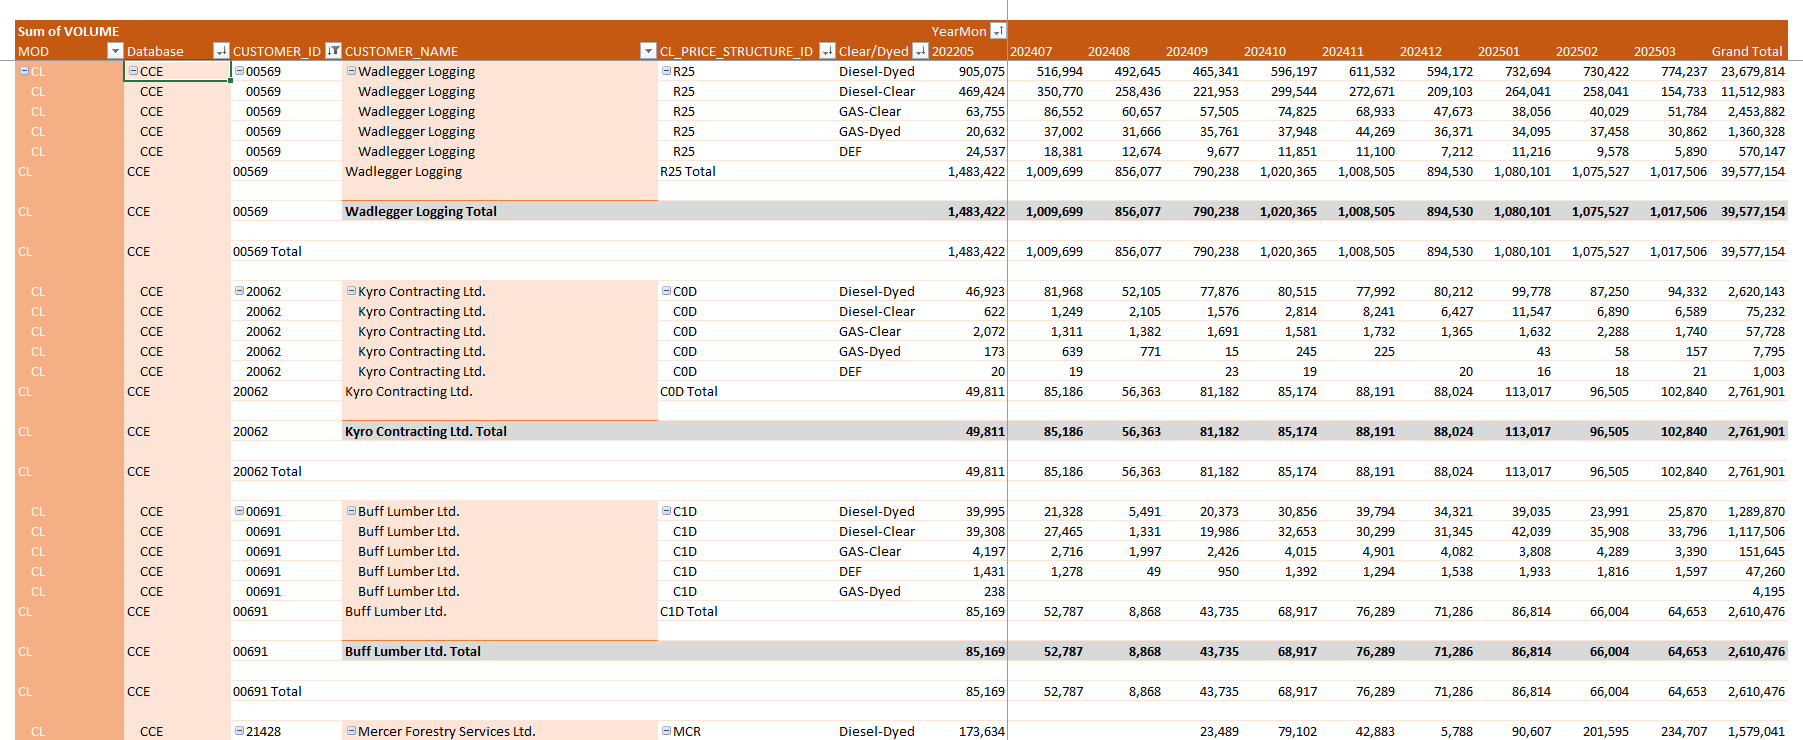 Sum of VOLUME YearMon
MOD Database CUSTOMER_ID CUSTOMER_NAME CL_PRICE_STRUCTURE_ID Clear/Dyed 202205 202407 202408 202409 202410 202411 202412 202501 202502 202503 Grand Total
CL CCE 00569 Wadlegger Logging R25 Diesel-Dyed 905,075 516,994 492,645 465,341 596,197 611,532 594,172 732,694 730,422 774,237 23,679,814
CL CCE 00569 Wadlegger Logging R25 Diesel-Clear 469,424 350,770 258,436 221,953 299,544 272,671 209,103 264,041 258,041 154,733 11,512,983
CL CCE 00569 Wadlegger Logging R25 GAS-Clear 63,755 86,552 60,657 57,505 74,825 68,933 47,673 38,056 40,029 51,784 2,453,882
CL CCE 00569 Wadlegger Logging R25 GAS-Dyed 20,632 37,002 31,666 35,761 37,948 44,269 36,371 34,095 37,458 30,862 1,360,328
CL CCE 00569 Wadlegger Logging R25 DEF 24,537 18,381 12,674 9,677 11,851 11,100 7,212 11,216 9,578 5,890 570,147
CL CCE 00569 Wadlegger Logging R25 Total 1,483,422 1,009,699 856,077 790,238 1,020,365 1,008,505 894,530 1,080,101 1,075,527 1,017,506 39,577,154
CL CCE 00569 Wadlegger Logging Total 1,483,422 1,009,699 856,077 790,238 1,020,365 1,008,505 894,530 1,080,101 1,075,527 1,017,506 39,577,154
CL CCE 00569 Total 1,483,422 1,009,699 856,077 790,238 1,020,365 1,008,505 894,530 1,080,101 1,075,527 1,017,506 39,577,154
CL CCE 20062 Kyro Contracting Ltd. C0D Diesel-Dyed 46,923 81,968 52,105 77,876 80,515 77,992 80,212 99,778 87,250 94,332 2,620,143
CL CCE 20062 Kyro Contracting Ltd. C0D Diesel-Clear 622 1,249 2,105 1,576 2,814 8,241 6,427 11,547 6,890 6,589 75,232
CL CCE 20062 Kyro Contracting Ltd. C0D GAS-Clear 2,072 1,311 1,382 1,691 1,581 1,732 1,365 1,632 2,288 1,740 57,728
CL CCE 20062 Kyro Contracting Ltd. C0D GAS-Dyed 173 639 771 15 245 225 43 58 157 7,795
CL CCE 20062 Kyro Contracting Ltd. C0D DEF 20 19 23 19 20 16 18 21 1,003
CL CCE 20062 Kyro Contracting Ltd. C0D Total 49,811 85,186 56,363 81,182 85,174 88,191 88,024 113,017 96,505 102,840 2,761,901
CL CCE 20062 Kyro Contracting Ltd. Total 49,811 85,186 56,363 81,182 85,174 88,191 88,024 113,017 96,505 102,840 2,761,901
CL CCE 20062 Total 49,811 85,186 56,363 81,182 85,174 88,191 88,024 113,017 96,505 102,840 2,761,901
CL CCE 00691 Buff Lumber Ltd. C1D Diesel-Dyed 39,995 21,328 5,491 20,373 30,856 39,794 34,321 39,035 23,991 25,870 1,289,870
CL CCE 00691 Buff Lumber Ltd. C1D Diesel-Clear 39,308 27,465 1,331 19,986 32,653 30,299 31,345 42,039 35,908 33,796 1,117,506
CL CCE 00691 Buff Lumber Ltd. C1D GAS-Clear 4,197 2,716 1,997 2,426 4,015 4,901 4,082 3,808 4,289 3,390 151,645
CL CCE 00691 Buff Lumber Ltd. C1D DEF 1,431 1,278 49 950 1,392 1,294 1,538 1,933 1,816 1,597 47,260
CL CCE 00691 Buff Lumber Ltd. C1D GAS-Dyed 238 4,195
CL CCE 00691 Buff Lumber Ltd. C1D Total 85,169 52,787 8,868 43,735 68,917 76,289 71,286 86,814 66,004 64,653 2,610,476
CL CCE 00691 Buff Lumber Ltd. Total 85,169 52,787 8,868 43,735 68,917 76,289 71,286 86,814 66,004 64,653 2,610,476
CL CCE 00691 Total 85,169 52,787 8,868 43,735 68,917 76,289 71,286 86,814 66,004 64,653 2,610,476
CL CCE 21428 Mercer Forestry Services Ltd. MCR Diesel-Dyed 173,634 23,489 79,102 42,883 5,788 90,607 201,595 234,707 1,579,041